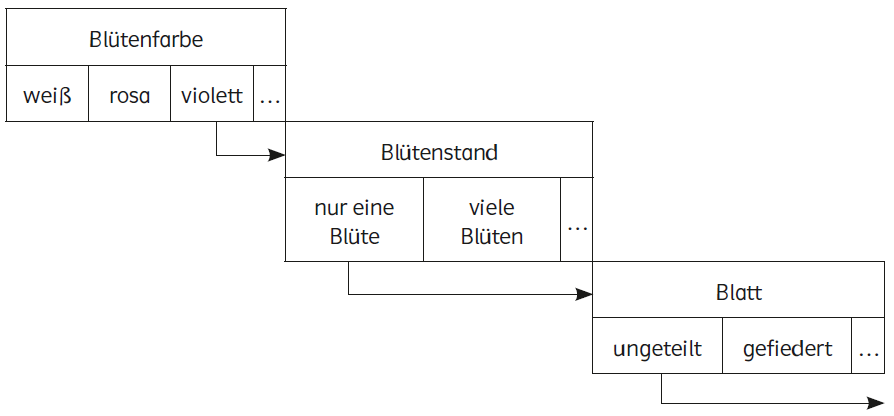 Blütenfarbe
weiß rosa violett ...
Blütenstand
nur eine viele ...
Blüte Blüten
Blatt
ungeteilt gefiedert ...